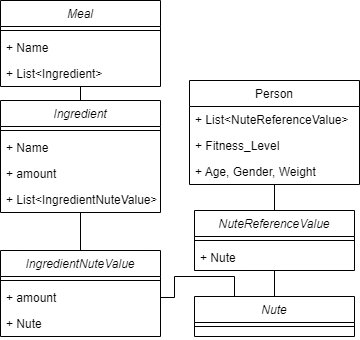 Meal
+ Name
+ List<Ingredient>
Ingredient
+ Name
+ amount
+ List<IngredientNuteValue>
IngredientNuteValue
+ amount
+ Nute
Person
+ List<NuteReferenceValue>
+ Fitness_Level
+ Age, Gender, Weight
NuteReferenceValue
+ Nute
Nute